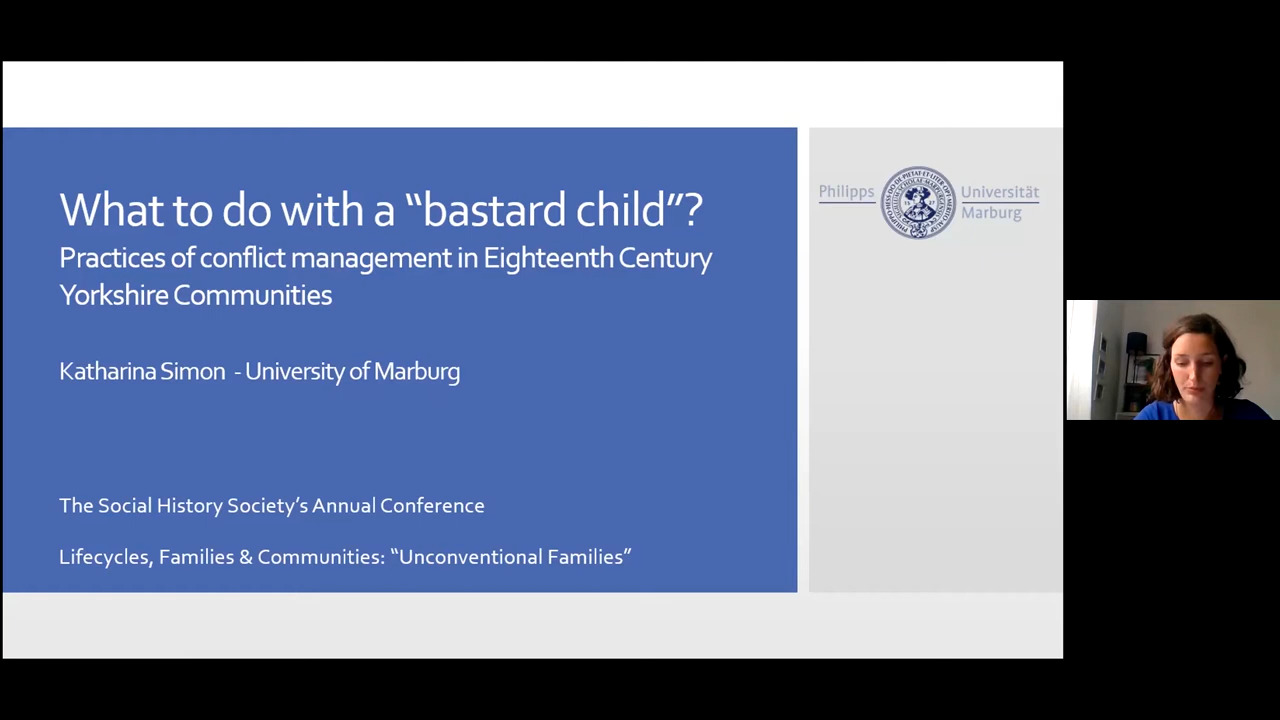 What to do with a “bastard child”?
Practices of conflict management in Eighteenth Century
Yorkshire Communities
Katharina Simon - University of Marburg
The Social History Society’s Annual Conference
Lifecycles, Families & Communities: “Unconventional Families”
Philipps
Universität
Marburg